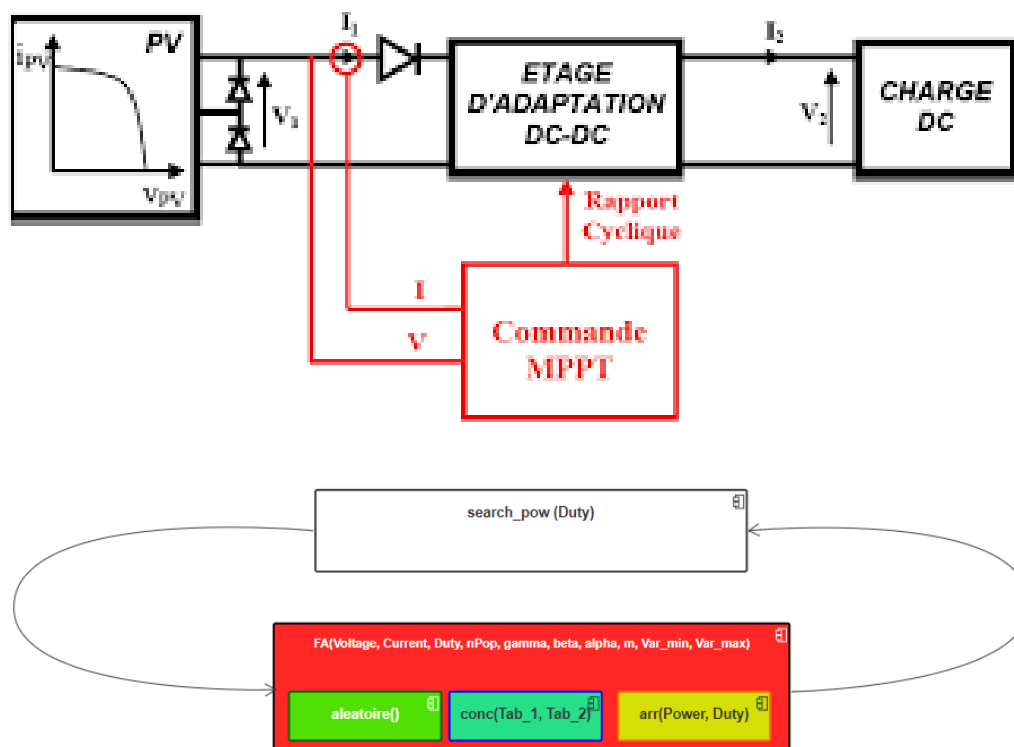 PV
iPV
vPV
V1
I1
ETAGE
D'ADAPTATION
DC-DC
I2
V2
CHARGE
DC
Rapport
Cyclique
I
V
Commande
MPPT
search_pow (Duty)
FA(Voltage, Current, Duty, nPop, gamma, beta, alpha, m, Var_min, Var_max)
aleatoire()
conc(Tab_1, Tab_2)
arr(Power, Duty)